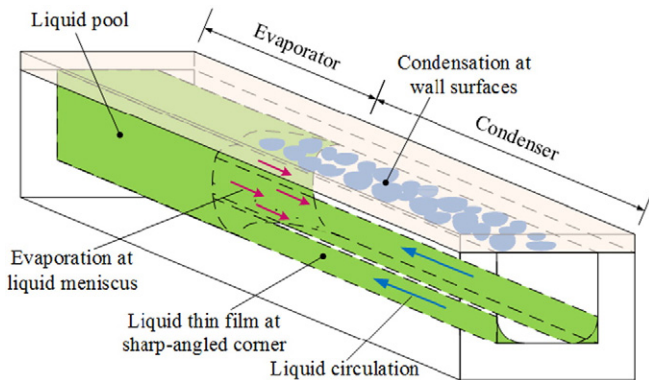 Liquid pool
Evaporator
Condensation at
wall surfaces
Condenser
Evaporation at
liquid meniscus
Liquid thin film at
sharp-angled corner
Liquid circulation